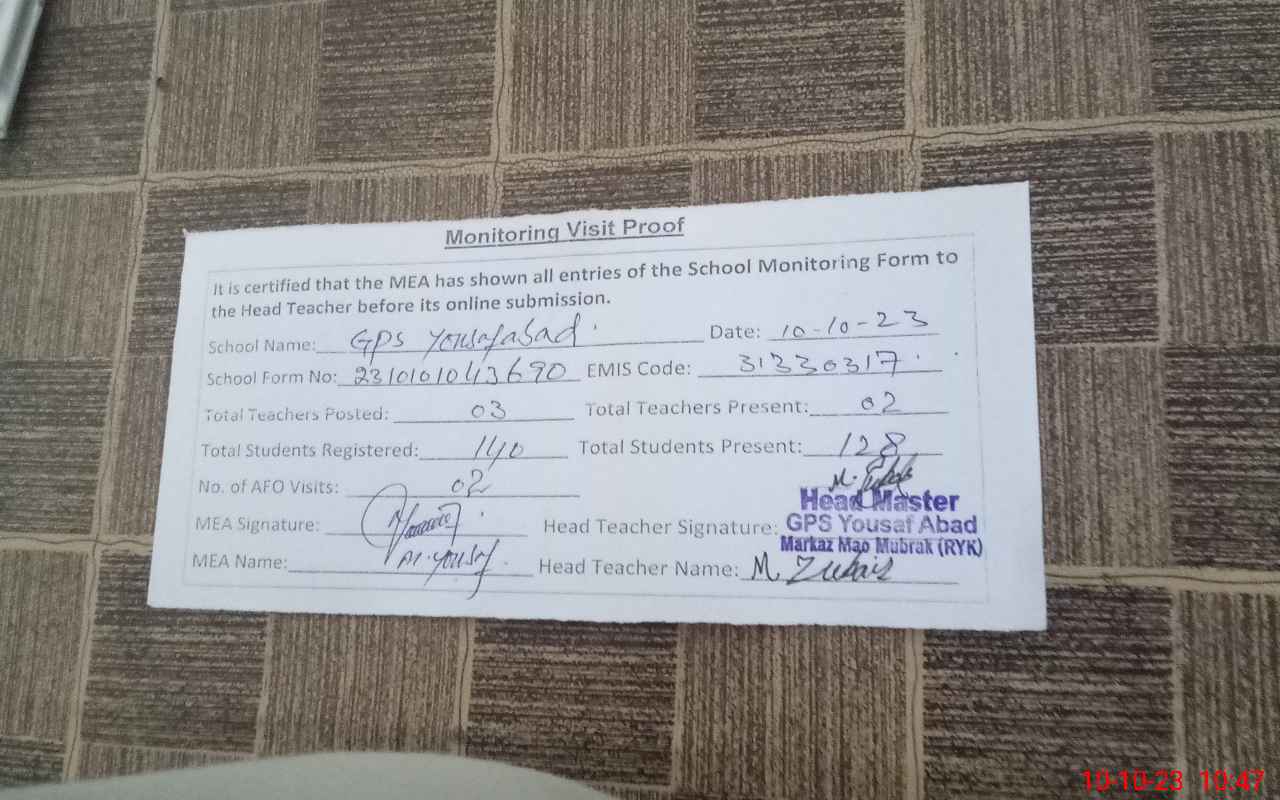 Monitoring Visit Proof
It is certified that the MEA has shown all entries of the School Monitoring Form to
the Head Teacher before its online submission.
School Name: GPS Yousafabad. Date: 10-10-23
School Form No: 2310101043690 EMIS Code: 31330317
Total Teachers Posted: 03 Total Teachers Present: 02
Total Students Registered: 140 Total Students Present: 128
No. of AFO Visits: 02
Head Master
MEA Signature: Head Teacher Signature: GPS Yousaf Abad
Markaz Mao Mubrak (RYK)
MEA Name: M. Yousaf Head Teacher Name: M. Zubair
10-10-23 10:47